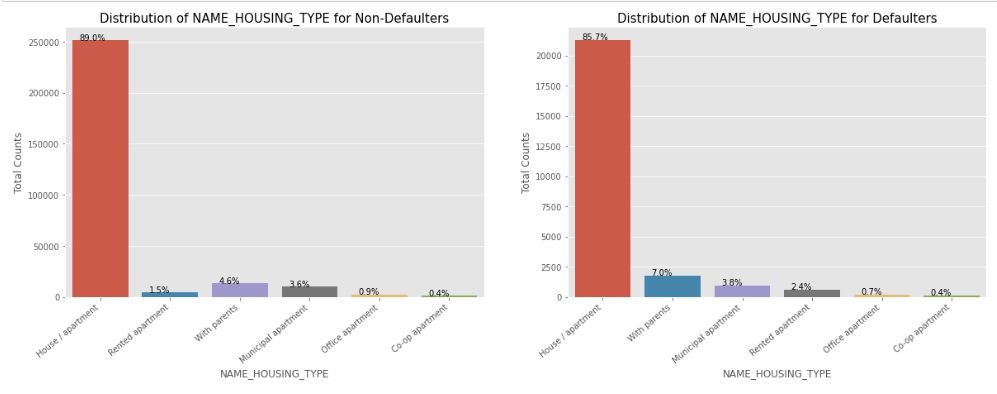 Distribution of NAME_HOUSING_TYPE for Non-Defaulters
250000
200000
150000
100000
50000
0
Total Counts
89.0%
1.5%
4.6%
3.6%
0.9%
0.4%
House / apartment
Rented apartment
With parents
Municipal apartment
Office apartment
Co-op apartment
NAME_HOUSING_TYPE
Distribution of NAME_HOUSING_TYPE for Defaulters
20000
17500
15000
12500
10000
7500
5000
2500
0
Total Counts
85.7%
7.0%
3.8%
2.4%
0.7%
0.4%
House / apartment
With parents
Municipal apartment
Rented apartment
Office apartment
Co-op apartment
NAME_HOUSING_TYPE